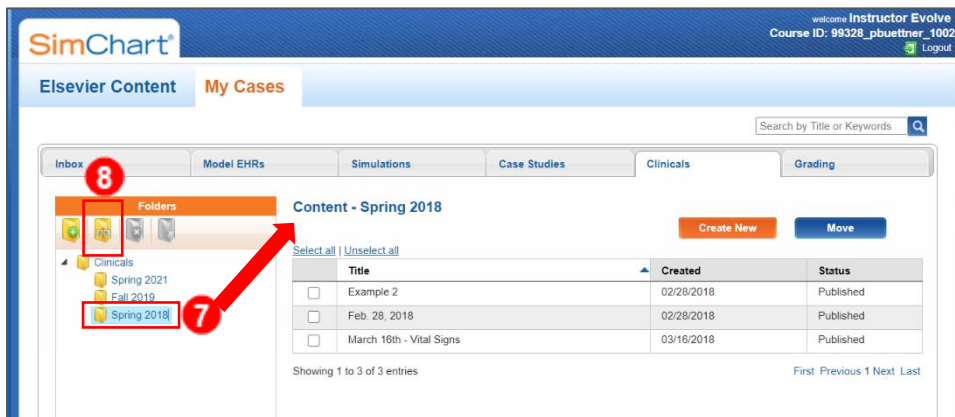 welcome Instructor Evolve
SimChart®
Course ID: 99328_pbuettner_1002
Logout
Elsevier Content My Cases
Search by Title or Keywords
Inbox Model EHRs Simulations Case Studies Clinicals Grading
8
Folders
Content - Spring 2018
Create New Move
Select all | Unselect all
Clinicals
Spring 2021
Fall 2019
Spring 2018
7
Title Created Status
Example 2 02/28/2018 Published
Feb. 28, 2018 02/28/2018 Published
March 16th - Vital Signs 03/16/2018 Published
Showing 1 to 3 of 3 entries First Previous 1 Next Last